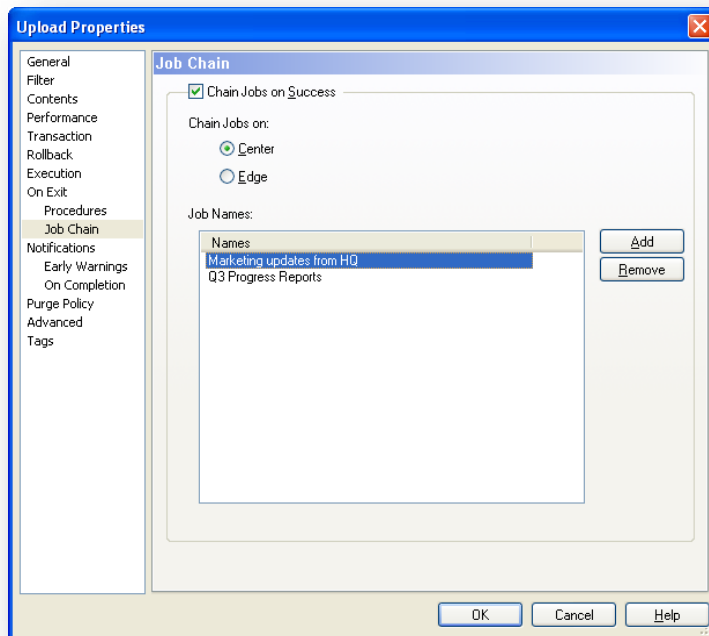 Upload Properties
General
Filter
Contents
Performance
Transaction
Rollback
Execution
On Exit
Procedures
Job Chain
Notifications
Early Warnings
On Completion
Purge Policy
Advanced
Tags
Job Chain
Chain Jobs on Success
Chain Jobs on:
Center
Edge
Job Names:
Names
Marketing updates from HQ
Q3 Progress Reports
Add
Remove
OK
Cancel
Help